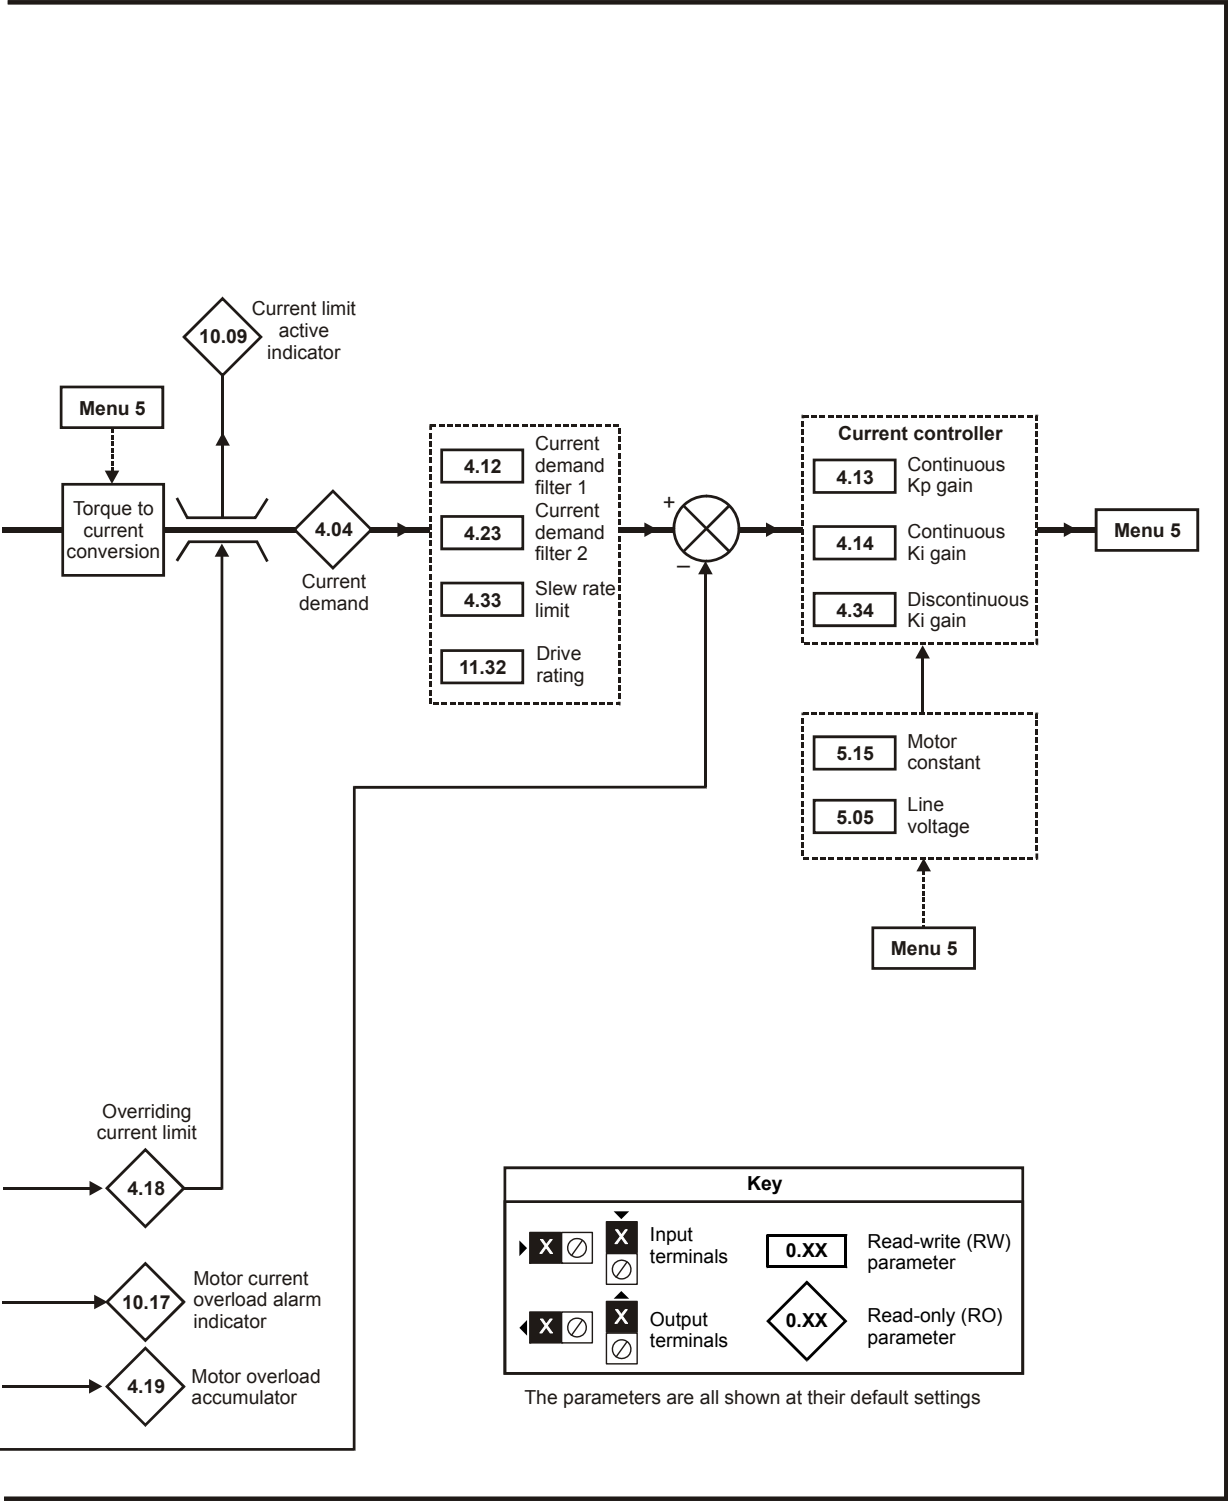 10.09
Current limit
active
indicator
Menu 5
Torque to
current
conversion
4.04
Current
demand
4.12
Current
demand
filter 1
4.23
Current
demand
filter 2
4.33
Slew rate
limit
11.32
Drive
rating
+
–
Current controller
4.13
Continuous
Kp gain
4.14
Continuous
Ki gain
4.34
Discontinuous
Ki gain
Menu 5
5.15
Motor
constant
5.05
Line
voltage
Menu 5
Overriding
current limit
4.18
10.17
Motor current
overload alarm
indicator
4.19
Motor overload
accumulator
Key
X
X
Input
terminals
0.XX
Read-write (RW)
parameter
X
X
Output
terminals
0.XX
Read-only (RO)
parameter
The parameters are all shown at their default settings